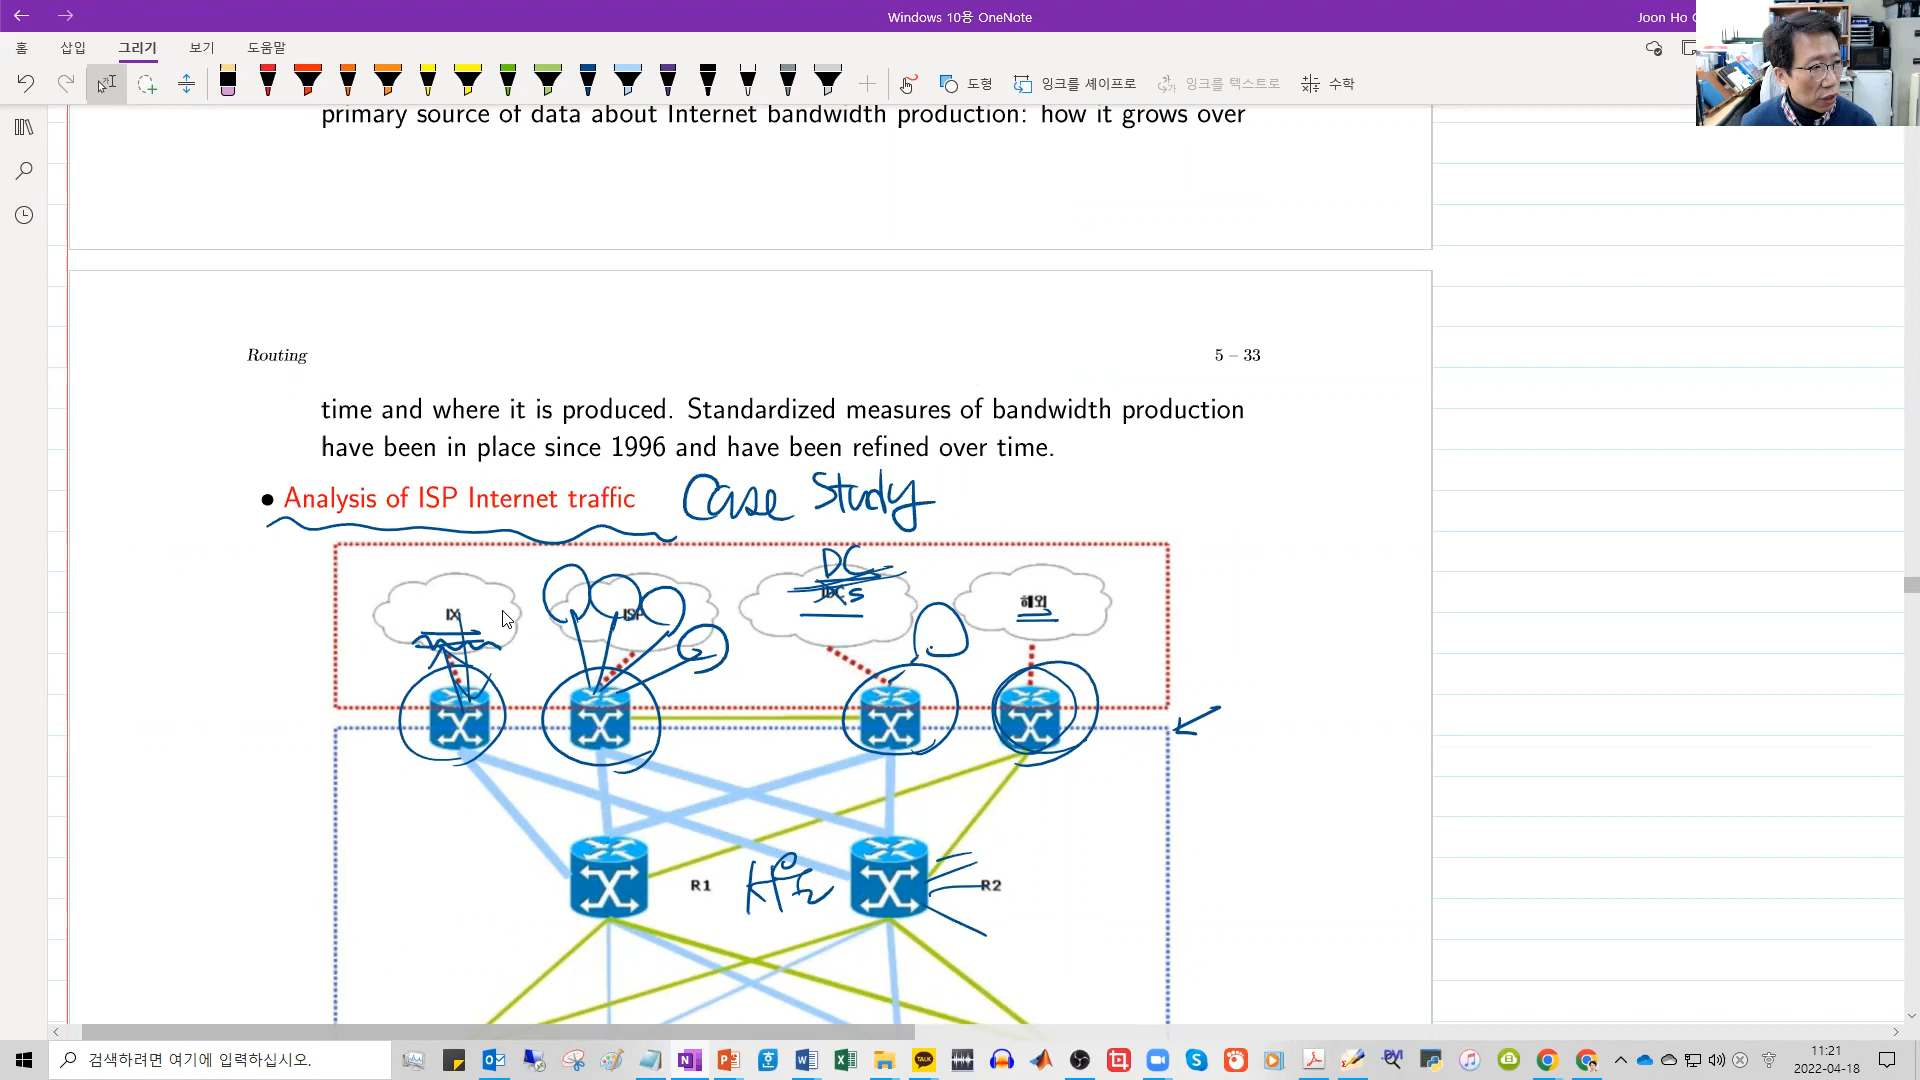 Windows 10용 OneNote
Joon Ho
홈 삽입 그리기 보기 도움말
도형 잉크를 셰이프로 잉크를 텍스트로 수학
primary source of data about Internet bandwidth production: how it grows over
Routing 5 – 33
time and where it is produced. Standardized measures of bandwidth production
have been in place since 1996 and have been refined over time.
● Analysis of ISP Internet traffic Case Study
DC
IX ISP s 해외
R1 R2
검색하려면 여기에 입력하십시오.
11:21
2022-04-18